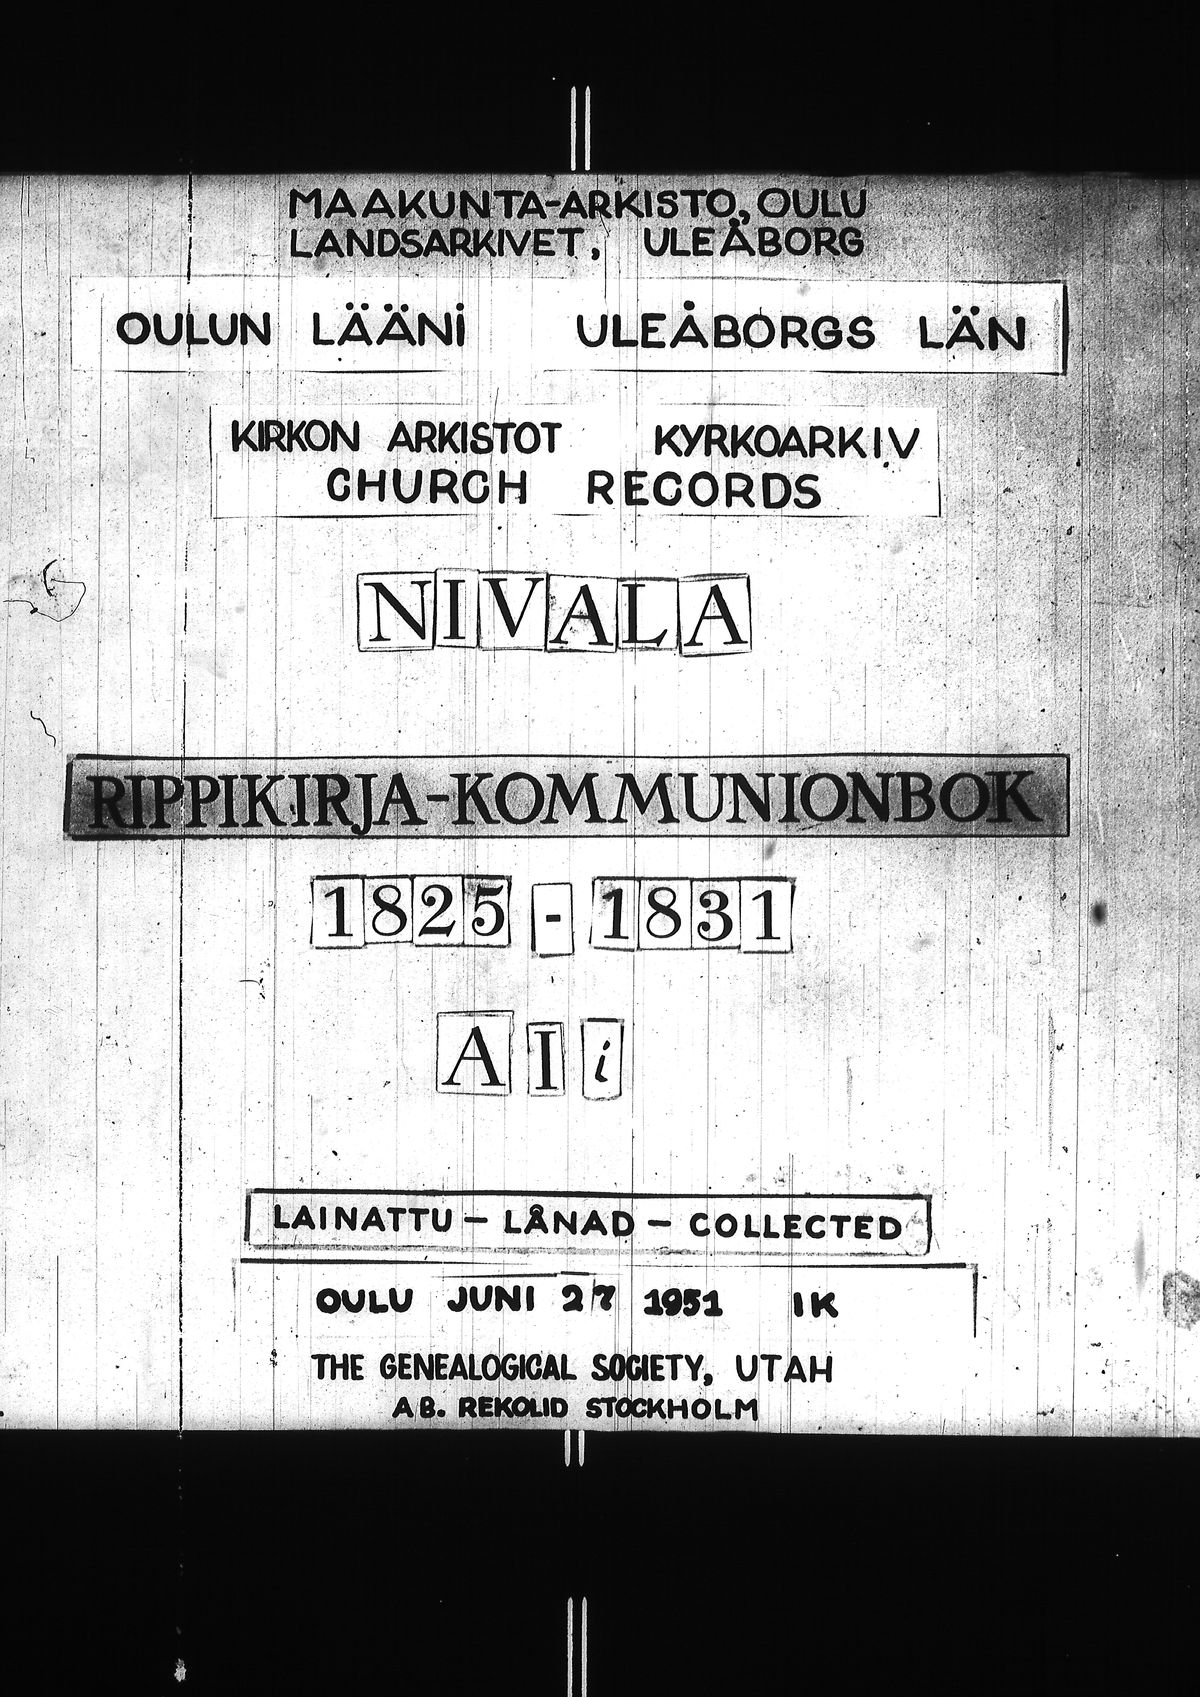 MAAKUNTA-ARKISTO, OULU
LANDSARKIVET, ULEÅBORG
OULUN LÄÄNI ULEÅBORGS LÄN
KIRKON ARKISTOT KYRKOARKIV
CHURCH RECORDS
NIVALA
RIPPIKIRJA-KOMMUNIONBOK
1825 - 1831
A I i
LAINATTU - LÅNAD - COLLECTED
OULU JUNI 27 1951 IK
THE GENEALOGICAL SOCIETY, UTAH
AB. REKOLID STOCKHOLM